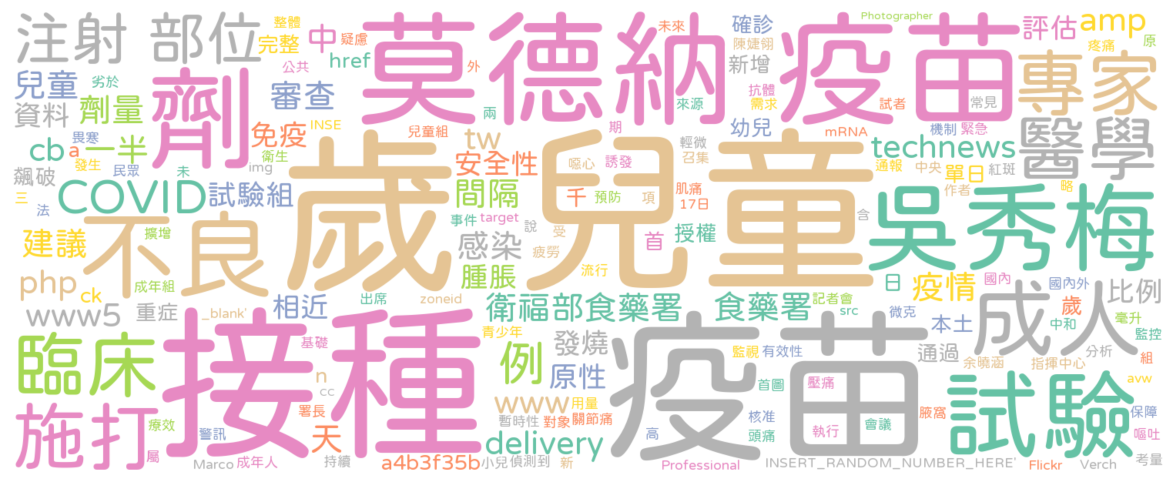 Photographer
注射 部位 整體 完整 中 疑慮 未來 確診 評估 amp
莫德納 疫苗
href 公共 外 陳婕翎 新增 疼痛 原
兒童 劣於 劑 審查 兩 來源 抗體 需求 試者 常見 專家
資料 劑量 免疫 INSE 兒童組 期 幼兒 mRNA 機制 緊急
cb a 畏寒 一半 tw 輕微 召集 technews 醫學
發生 民眾 衛生 img 安全性 噁心 誘發 肌痛 通報 中央 單日 紅斑
飆破 未 歲 兒童 作者 略
三 COVID 試驗組 間隔 千 預防 項 17日
法 不良 事件 target 說 首 授權 含 吳秀梅
建議 擴增 感染 受 疲勞
php ck 成年組 腫脹 流行 日 疫情 國內 國內外 比例
www5 重症 相近 出席 zoneid 衛福部食藥署 食藥署 記者會 src 微克 歲 成人
_blank' 本土 中和 毫升
接種 基礎 青少年 發燒 疫苗 監視 有效性 通過 余曉涵 分析 監控
臨床 n 例 原性 指揮中心 組
cc 首圖 壓痛 avw
施打 療效 署長 www 用量 核准 腋窩 試驗 保障
警訊 天 暫時性 對象 關節痛 高 頭痛 執行 會議 嘔吐
屬 delivery
Marco 成年人 持續 a4b3f35b 小兒 偵測到 新 Professional INSERT_RANDOM_NUMBER_HERE' Flickr Verch 考量